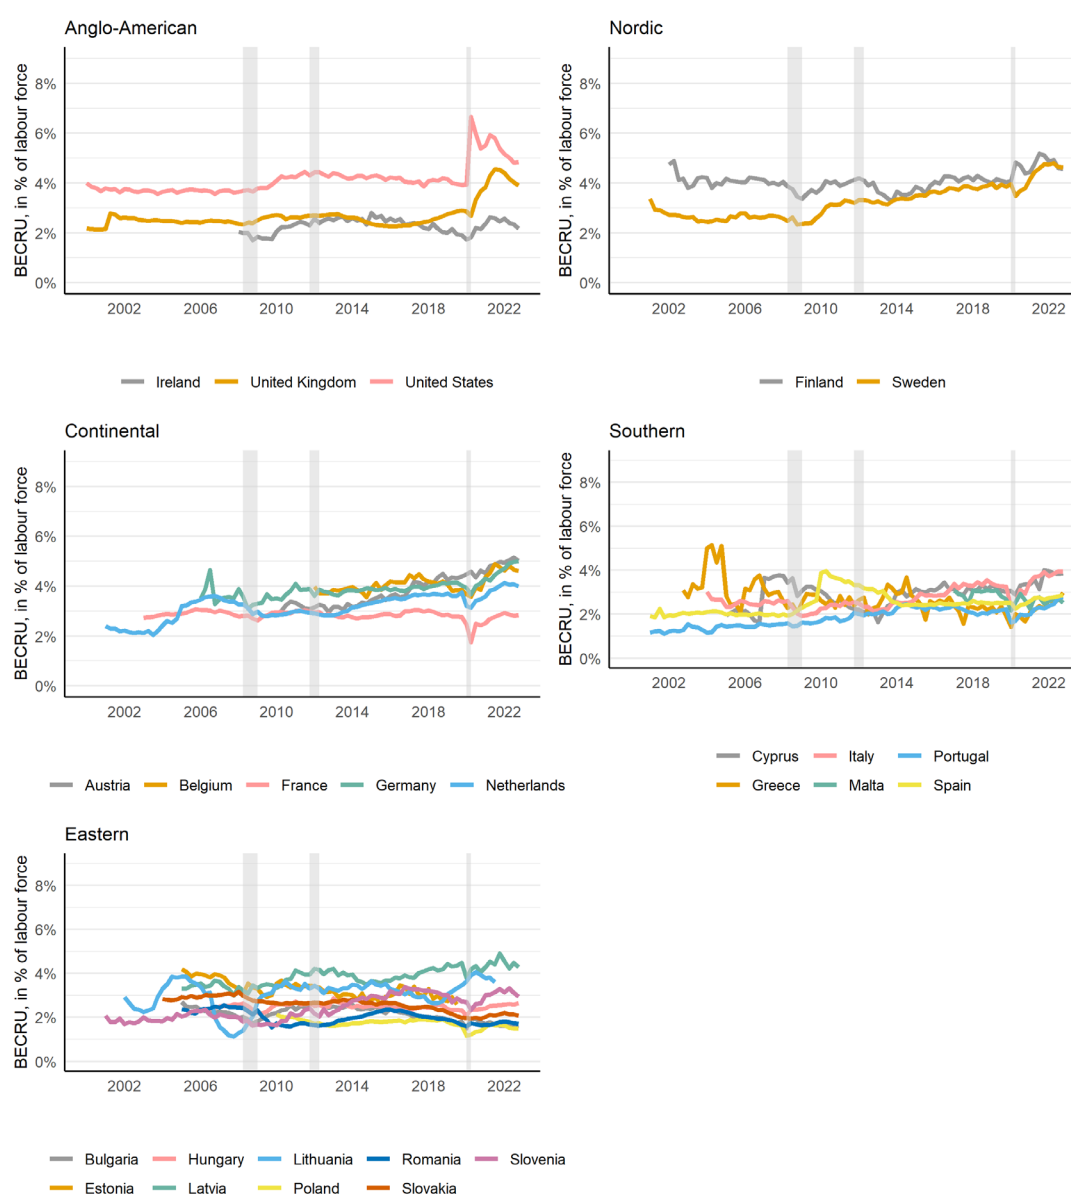 Anglo-American
BECRU, in % of labour force
8%
6%
4%
2%
0%
2002 2006 2010 2014 2018 2022
Ireland United Kingdom United States
Nordic
BECRU, in % of labour force
8%
6%
4%
2%
0%
2002 2006 2010 2014 2018 2022
Finland Sweden
Continental
BECRU, in % of labour force
8%
6%
4%
2%
0%
2002 2006 2010 2014 2018 2022
Austria Belgium France Germany Netherlands
Southern
BECRU, in % of labour force
8%
6%
4%
2%
0%
2002 2006 2010 2014 2018 2022
Cyprus Italy Portugal
Greece Malta Spain
Eastern
BECRU, in % of labour force
8%
6%
4%
2%
0%
2002 2006 2010 2014 2018 2022
Bulgaria Hungary Lithuania Romania Slovenia
Estonia Latvia Poland Slovakia